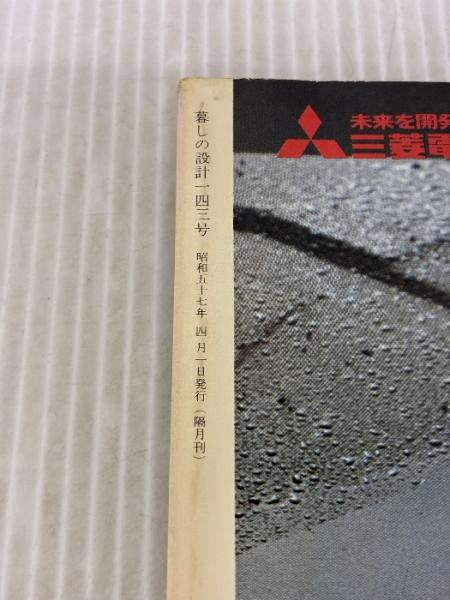 暮しの設計一四三号 昭和五十七年 四月一日発行(隔月刊)
未来を開発
三菱電